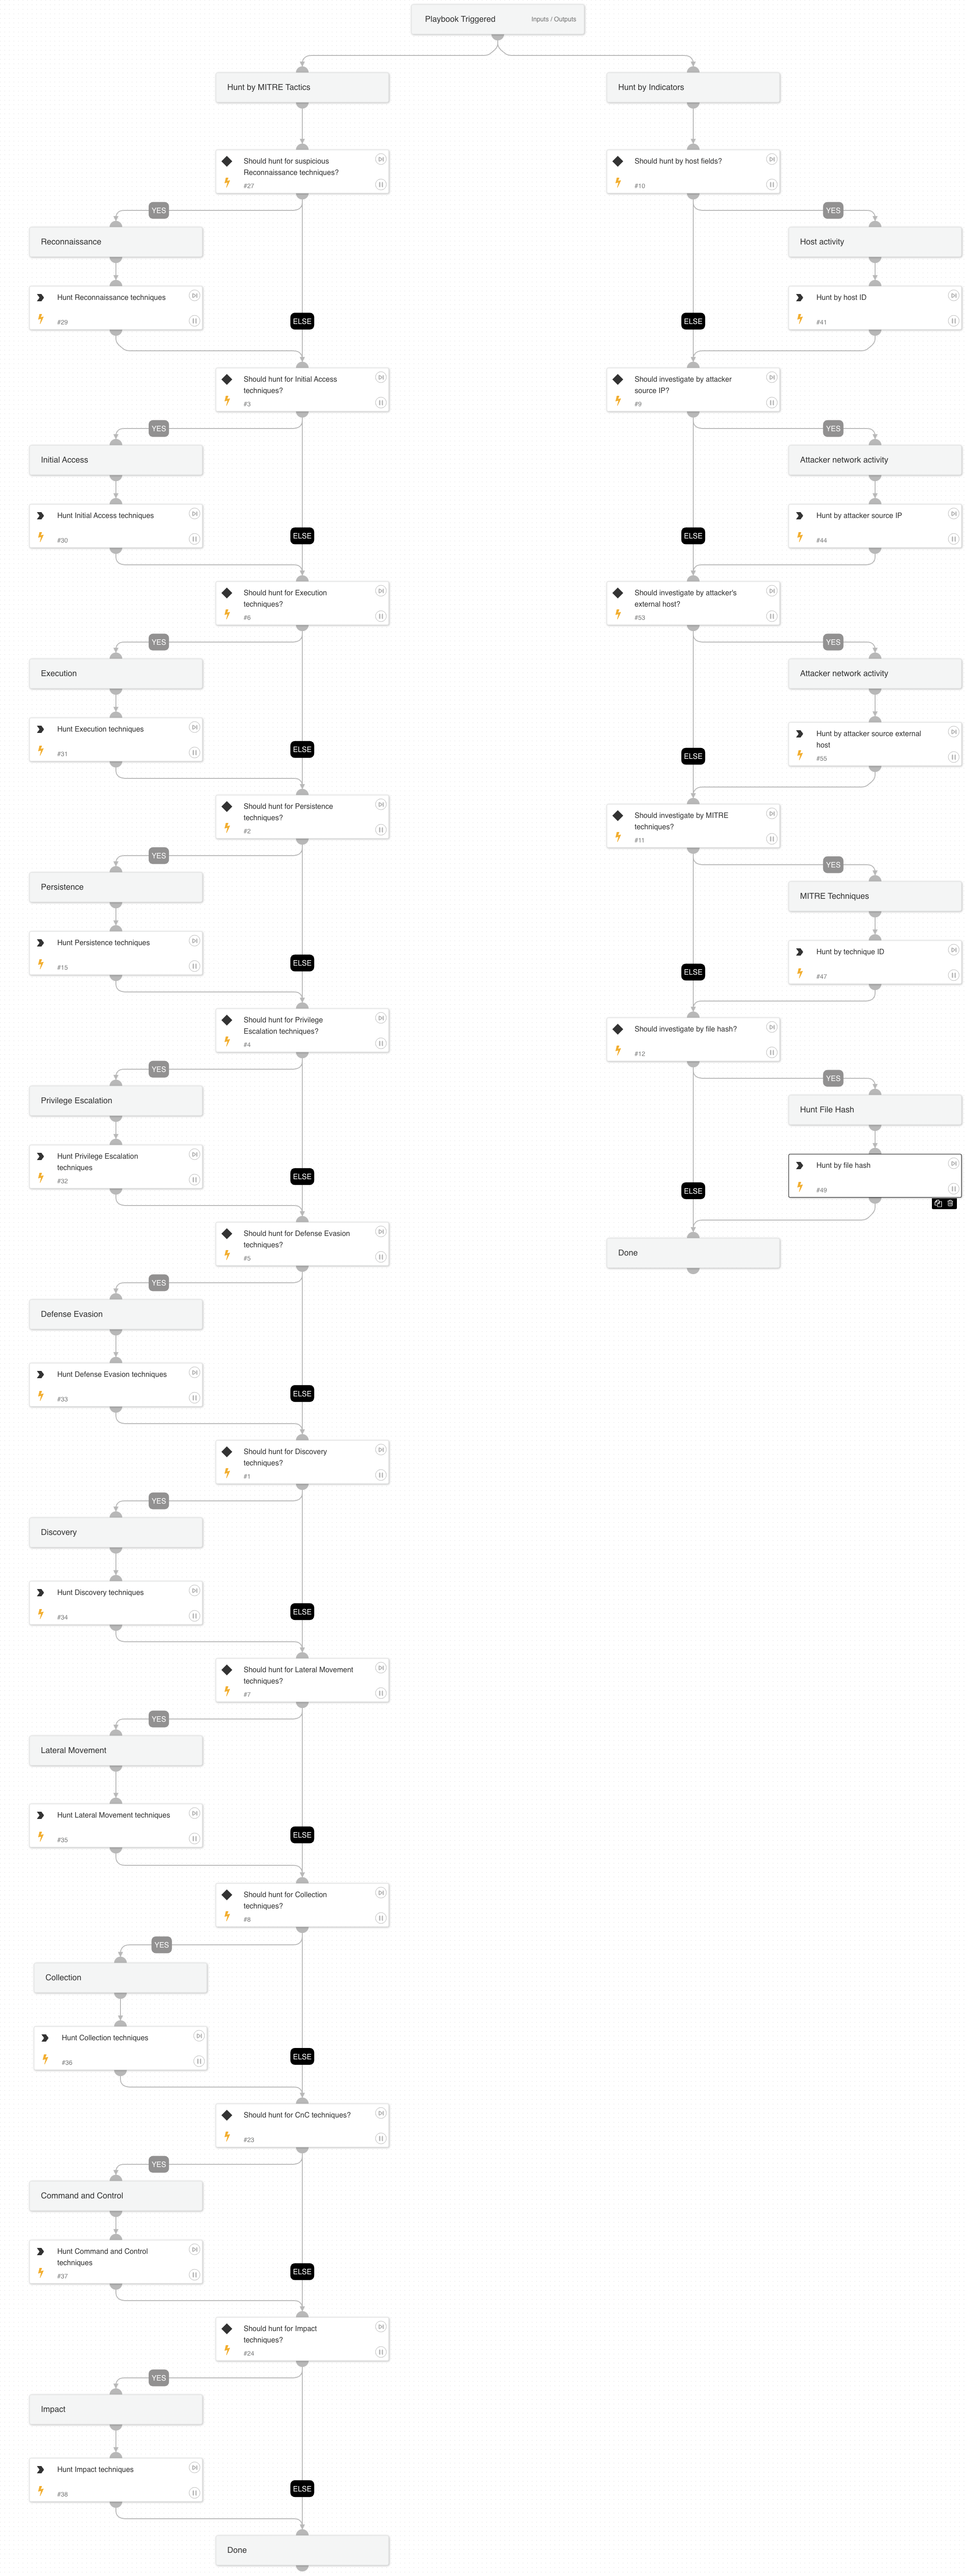 Playbook Triggered
Inputs / Outputs
Hunt by MITRE Tactics
Should hunt for suspicious
Reconnaissance techniques?
#27
YES
Reconnaissance
Hunt Reconnaissance techniques
#29
ELSE
Should hunt for Initial Access
techniques?
#3
YES
Initial Access
Hunt Initial Access techniques
#30
ELSE
Should hunt for Execution
techniques?
#6
YES
Execution
Hunt Execution techniques
#31
ELSE
Should hunt for Persistence
techniques?
#2
YES
Persistence
Hunt Persistence techniques
#15
ELSE
Should hunt for Privilege
Escalation techniques?
#4
YES
Privilege Escalation
Hunt Privilege Escalation
techniques
#32
ELSE
Should hunt for Defense Evasion
techniques?
#5
YES
Defense Evasion
Hunt Defense Evasion techniques
#33
ELSE
Should hunt for Discovery
techniques?
#1
YES
Discovery
Hunt Discovery techniques
#34
ELSE
Should hunt for Lateral Movement
techniques?
#7
YES
Lateral Movement
Hunt Lateral Movement techniques
#35
ELSE
Should hunt for Collection
techniques?
#8
YES
Collection
Hunt Collection techniques
#36
ELSE
Should hunt for CnC techniques?
#23
YES
Command and Control
Hunt Command and Control
techniques
#37
ELSE
Should hunt for Impact
techniques?
#24
YES
Impact
Hunt Impact techniques
#38
ELSE
Done
Hunt by Indicators
Should hunt by host fields?
#10
YES
Host activity
Hunt by host ID
#41
ELSE
Should investigate by attacker
source IP?
#9
YES
Attacker network activity
Hunt by attacker source IP
#44
ELSE
Should investigate by attacker's
external host?
#53
YES
Attacker network activity
Hunt by attacker source external
host
#55
ELSE
Should investigate by MITRE
techniques?
#11
YES
MITRE Techniques
Hunt by technique ID
#47
ELSE
Should investigate by file hash?
#12
YES
Hunt File Hash
Hunt by file hash
#49
ELSE
Done